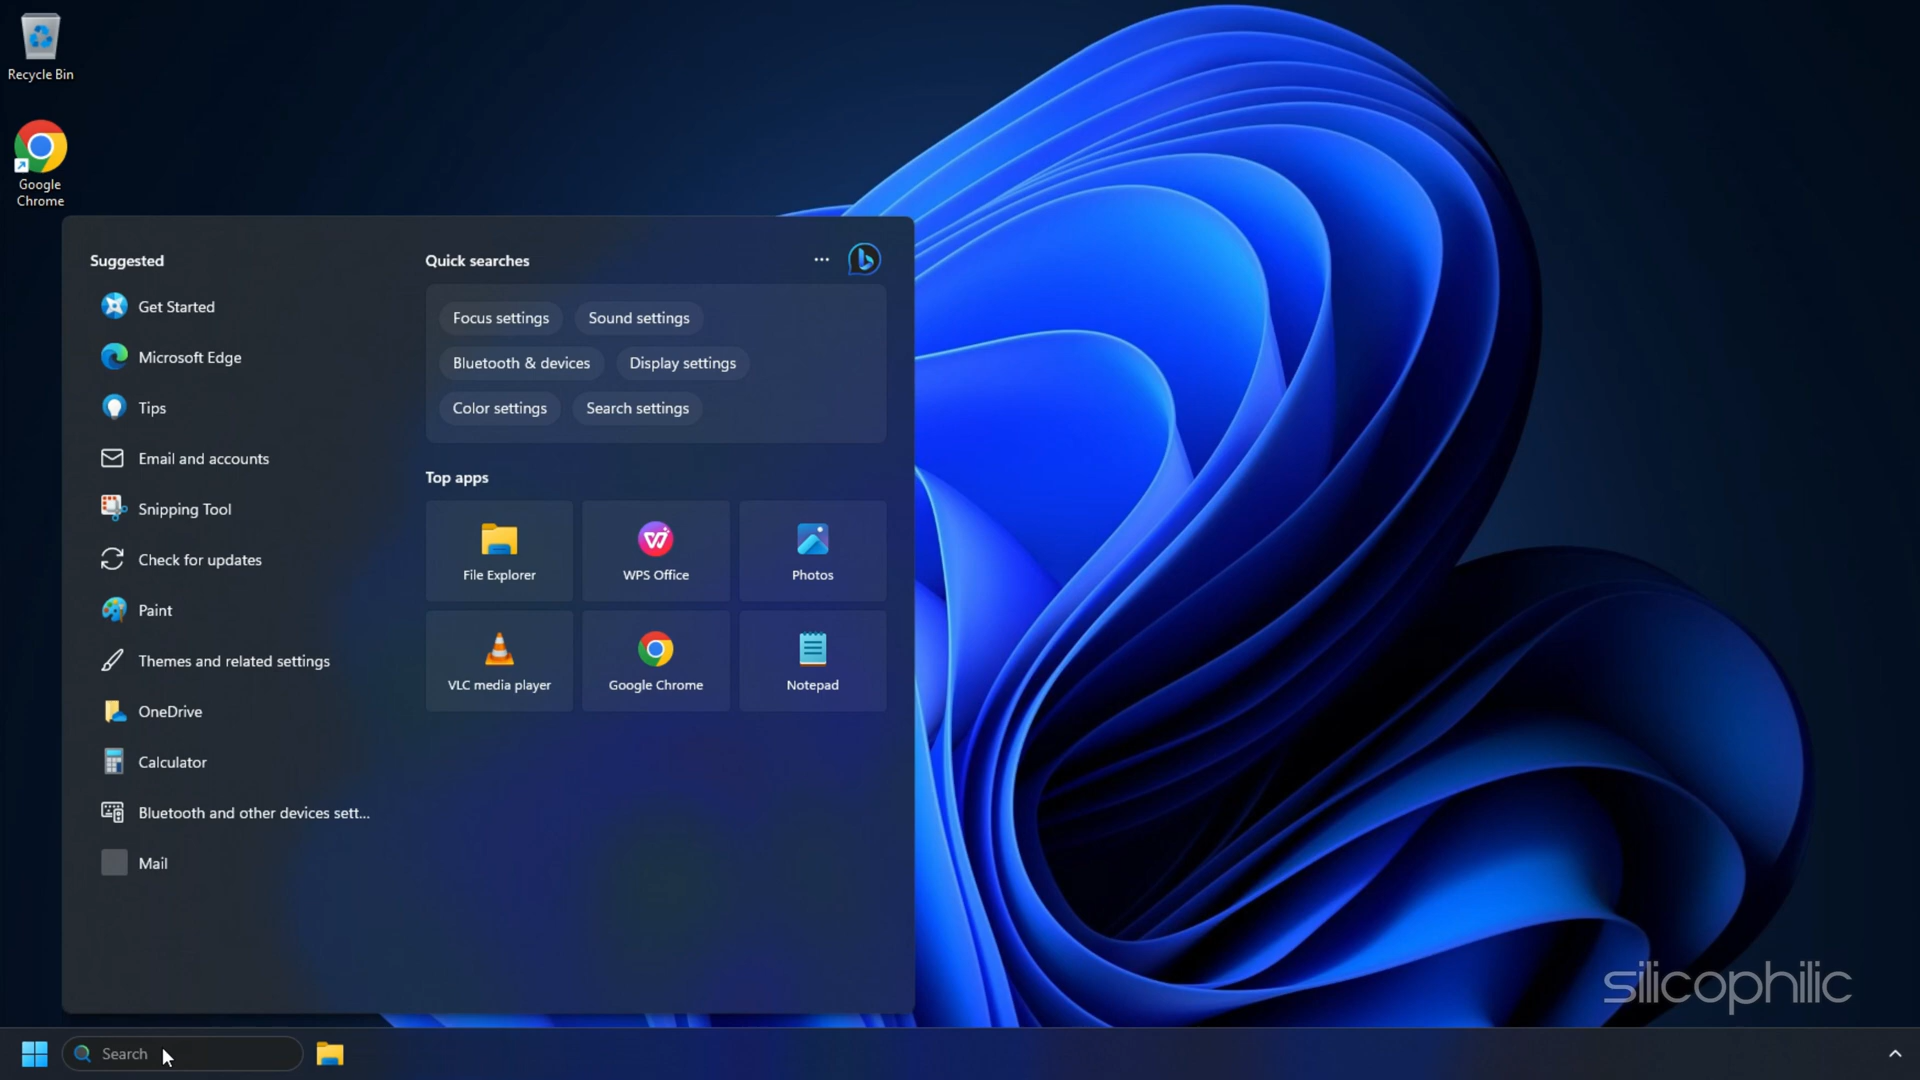 Recycle Bin
Google
Chrome
Suggested
Get Started
Microsoft Edge
Tips
Email and accounts
Snipping Tool
Check for updates
Paint
Themes and related settings
OneDrive
Calculator
Bluetooth and other devices sett...
Mail
Quick searches
Focus settings
Sound settings
Bluetooth & devices
Display settings
Color settings
Search settings
Top apps
File Explorer
WPS Office
Photos
VLC media player
Google Chrome
Notepad
silicophilic
Search